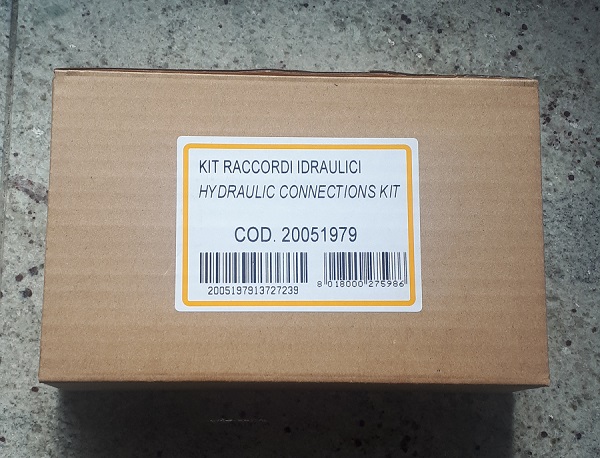 KIT RACCORDI IDRAULICI
HYDRAULIC CONNECTIONS KIT
COD. 20051979
2005197913727239
8 018000 275986